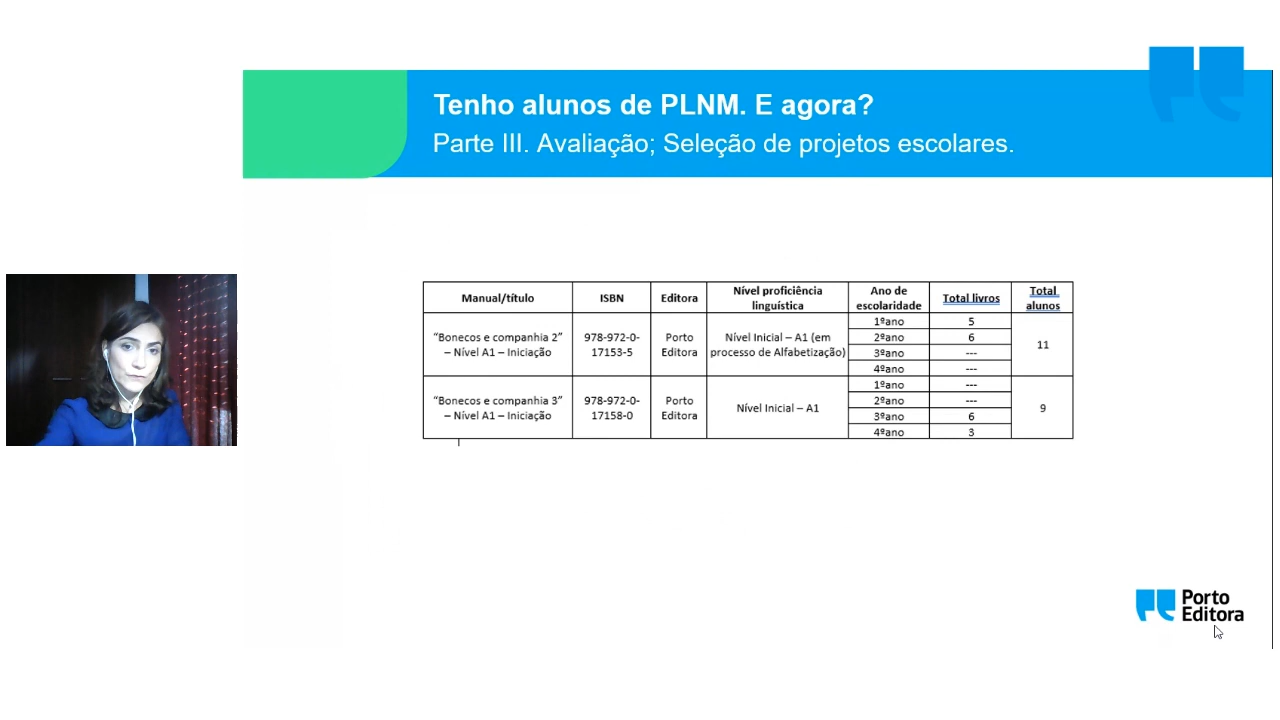 Tenho alunos de PLNM. E agora?
Parte III. Avaliação; Seleção de projetos escolares.
Manual/título
ISBN
Editora
Nível proficiência
linguística
Ano de
escolaridade
Total livros
Total
alunos
“Bonecos e companhia 2”
– Nível A1 – Iniciação
978-972-0-
17153-5
Porto
Editora
Nível Inicial – A1 (em
processo de Alfabetização)
1ºano
5
2ºano
6
3ºano
---
4ºano
---
11
“Bonecos e companhia 3”
– Nível A1 – Iniciação
978-972-0-
17158-0
Porto
Editora
Nível Inicial – A1
1ºano
---
2ºano
---
3ºano
6
4ºano
3
9
Porto
Editora